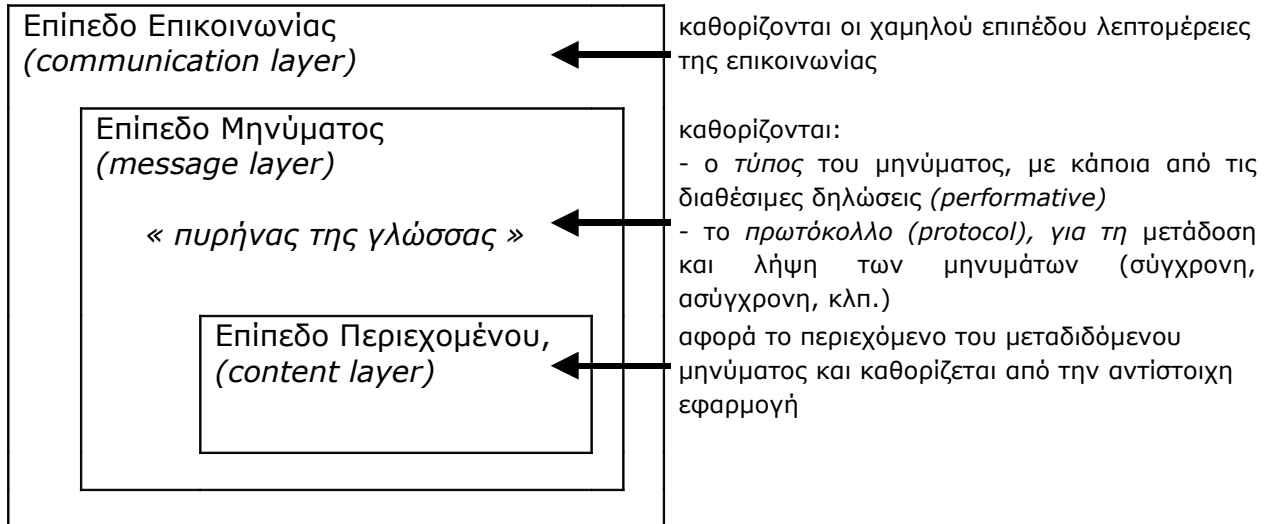 Επίπεδο Επικοινωνίας
(communication layer)
καθορίζονται οι χαμηλού επιπέδου λεπτομέρειες
της επικοινωνίας
Επίπεδο Μηνύματος
(message layer)
« πυρήνας της γλώσσας »
καθορίζονται:
- ο τύπος του μηνύματος, με κάποια από τις
διαθέσιμες δηλώσεις (performative)
- το πρωτόκολλο (protocol), για τη μετάδοση
και λήψη των μηνυμάτων (σύγχρονη,
ασύγχρονη, κλπ.)
Επίπεδο Περιεχομένου,
(content layer)
αφορά το περιεχόμενο του μεταδιδόμενου
μηνύματος και καθορίζεται από την αντίστοιχη
εφαρμογή